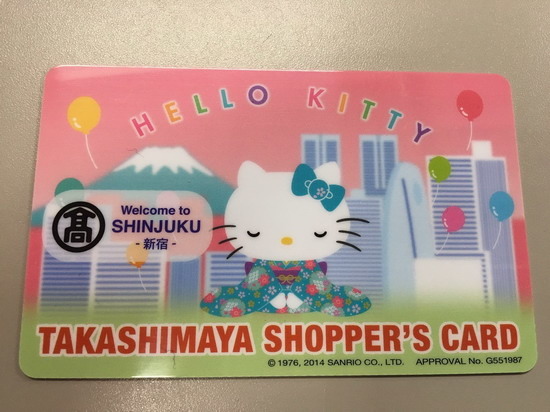 HELLO KITTY
髙
Welcome to
SHINJUKU
- 新宿 -
TAKASHIMAYA SHOPPER'S CARD
© 1976, 2014 SANRIO CO., LTD. APPROVAL No. G551987